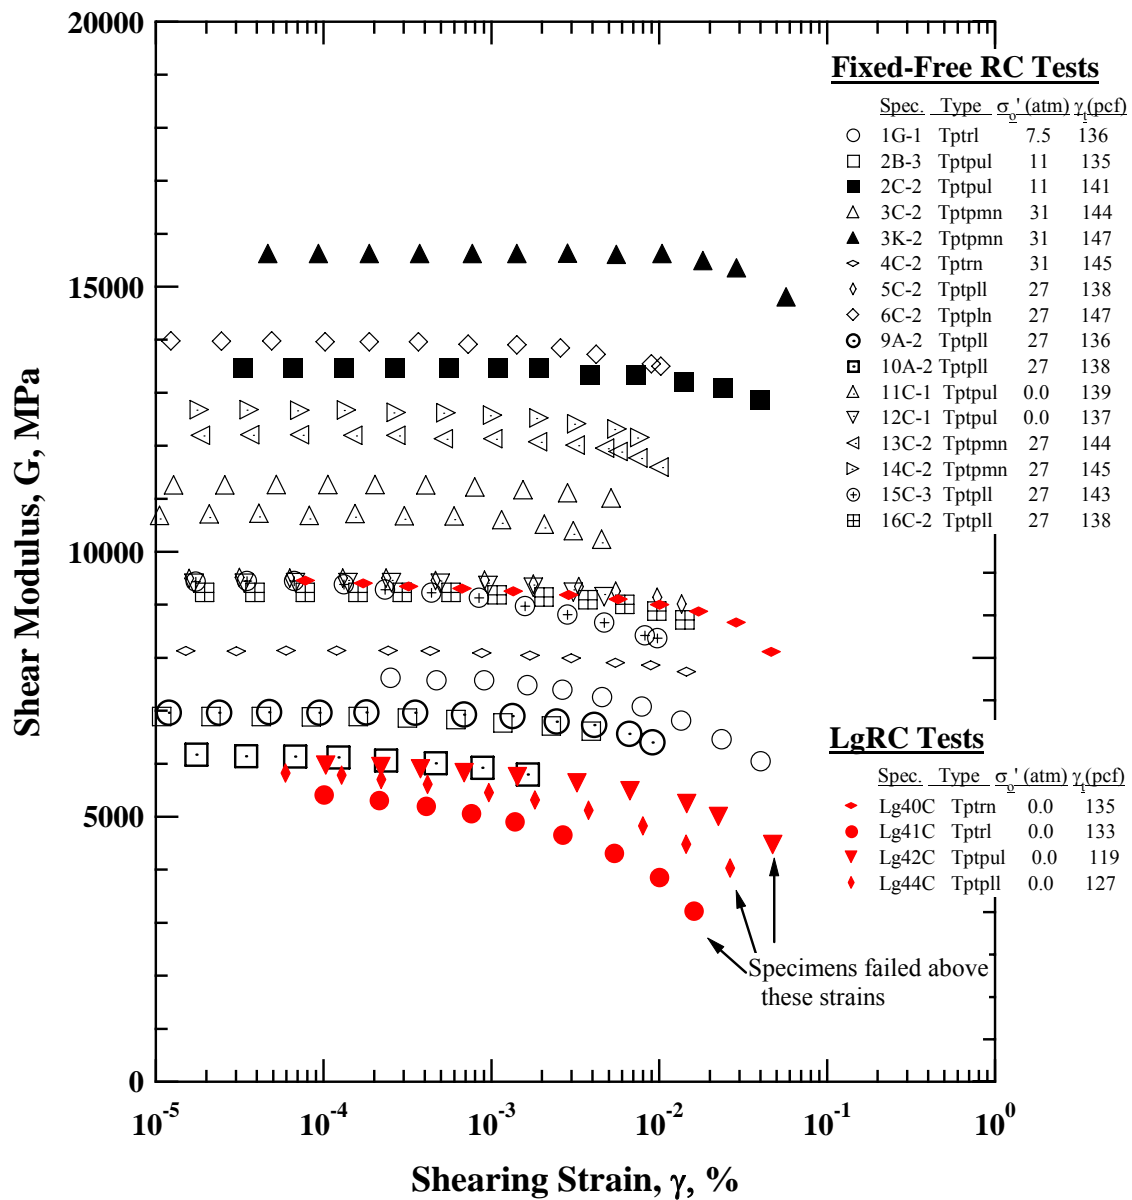 20000
15000
10000
5000
0
Shear Modulus, G, MPa
10-5
10-4
10-3
10-2
10-1
100
Shearing Strain, γ, %
Fixed-Free RC Tests
Spec. Type σo' (atm) γt(pcf)
1G-1 Tptrl 7.5 136
2B-3 Tptpul 11 135
2C-2 Tptpul 11 141
3C-2 Tptpmn 31 144
3K-2 Tptpmn 31 147
4C-2 Tptrn 31 145
5C-2 Tptpll 27 138
6C-2 Tptpln 27 147
9A-2 Tptpll 27 136
10A-2 Tptpll 27 138
11C-1 Tptpul 0.0 139
12C-1 Tptpul 0.0 137
13C-2 Tptpmn 27 144
14C-2 Tptpmn 27 145
15C-3 Tptpll 27 143
16C-2 Tptpll 27 138
LgRC Tests
Spec. Type σo' (atm) γt(pcf)
Lg40C Tptrn 0.0 135
Lg41C Tptrl 0.0 133
Lg42C Tptpul 0.0 119
Lg44C Tptpll 0.0 127
Specimens failed above
these strains